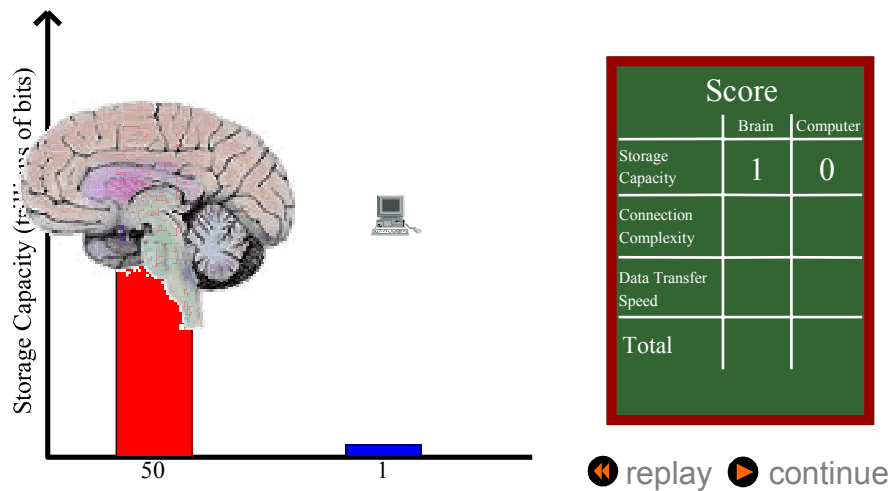 Storage Capacity (trillions of bits)
50
1
Score
Brain Computer
Storage
Capacity
1 0
Connection
Complexity
Data Transfer
Speed
Total
replay continue